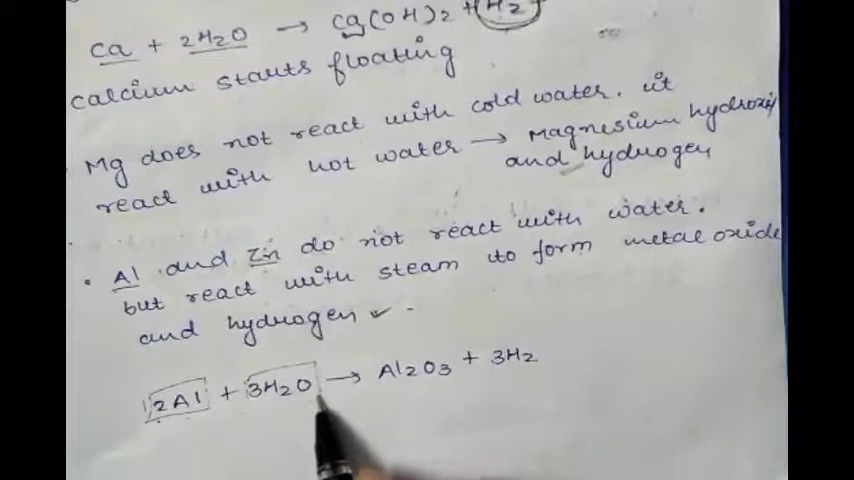 Ca + 2H2O → Ca(OH)2 + H2
calcium starts floating
Mg does not react with cold water. it
react with hot water → Magnesium hydroxi
and hydrogen
• Al and Zn do not react with water.
but react with steam to form metal oxide
and hydrogen ✓ .
2Al + 3H2O → Al2O3 + 3H2